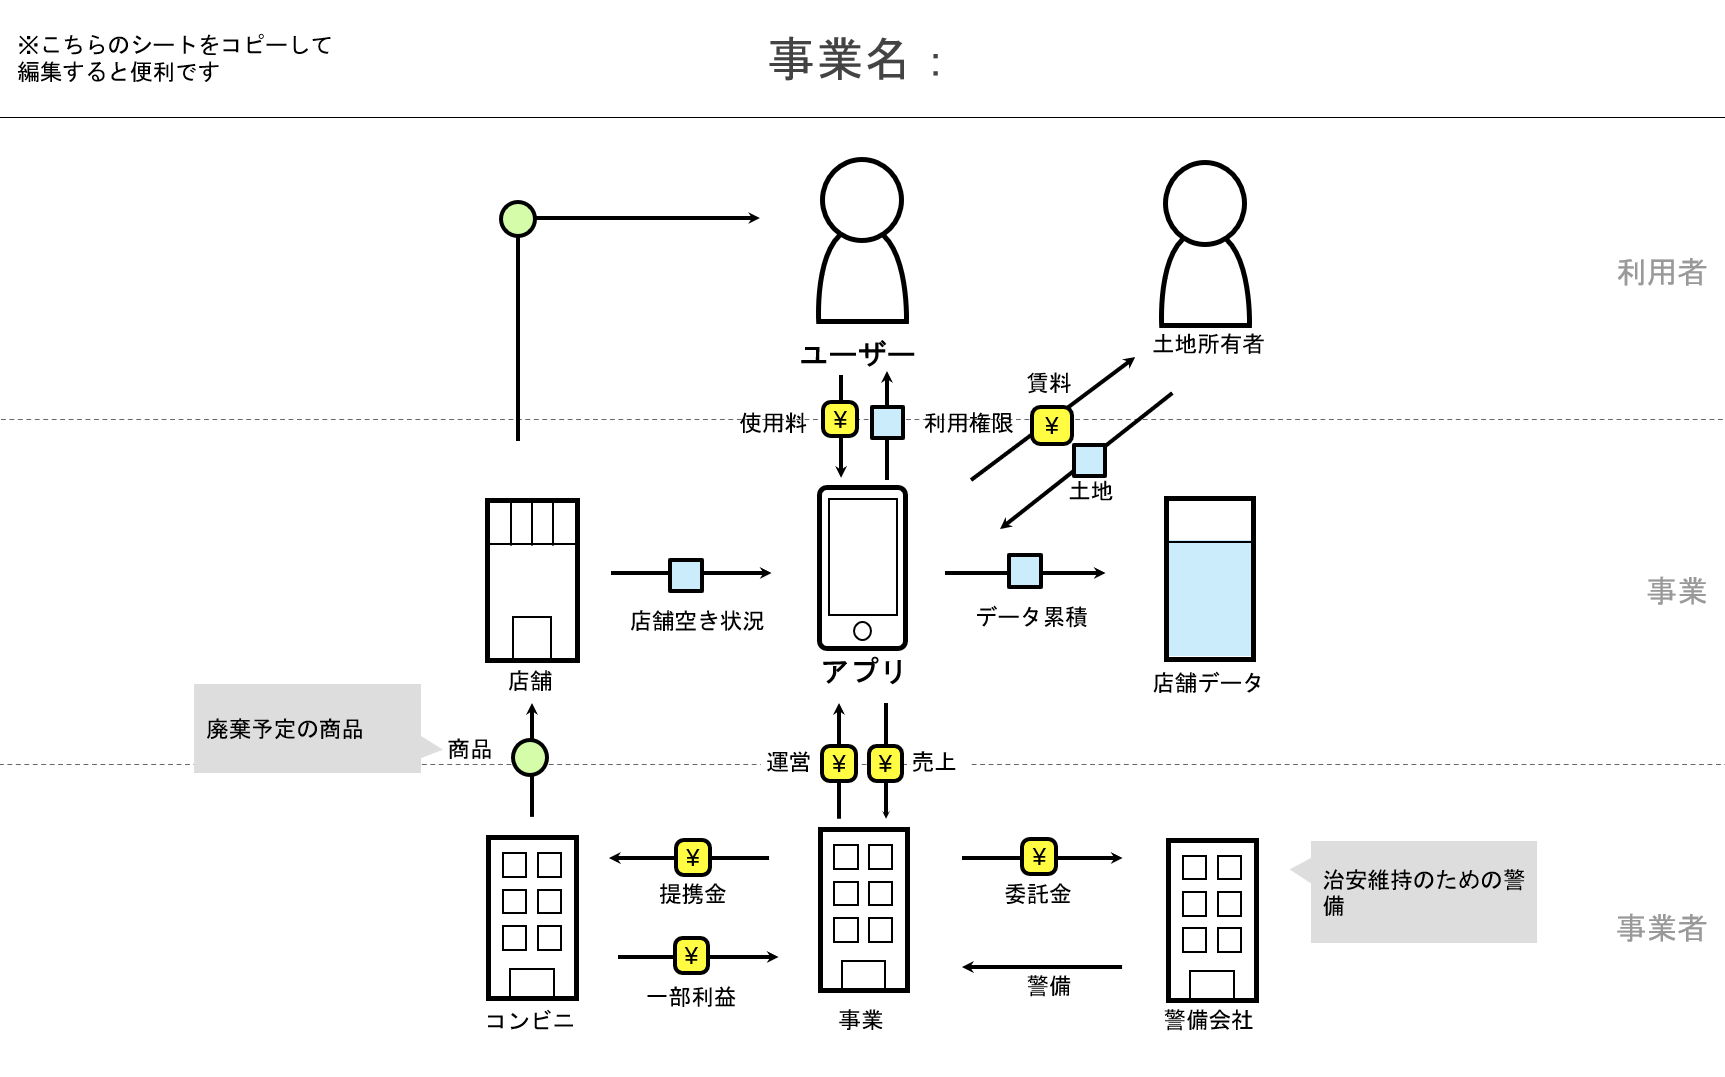 ※こちらのシートをコピーして
編集すると便利です
事業名：
利用者
ユーザー
土地所有者
賃料
使用料
¥
利用権限
¥
土地
事業
店舗空き状況
データ累積
店舗
アプリ
店舗データ
廃棄予定の商品
商品
運営
¥
¥
売上
¥
提携金
¥
委託金
治安維持のための警
備
事業者
¥
一部利益
警備
コンビニ
事業
警備会社